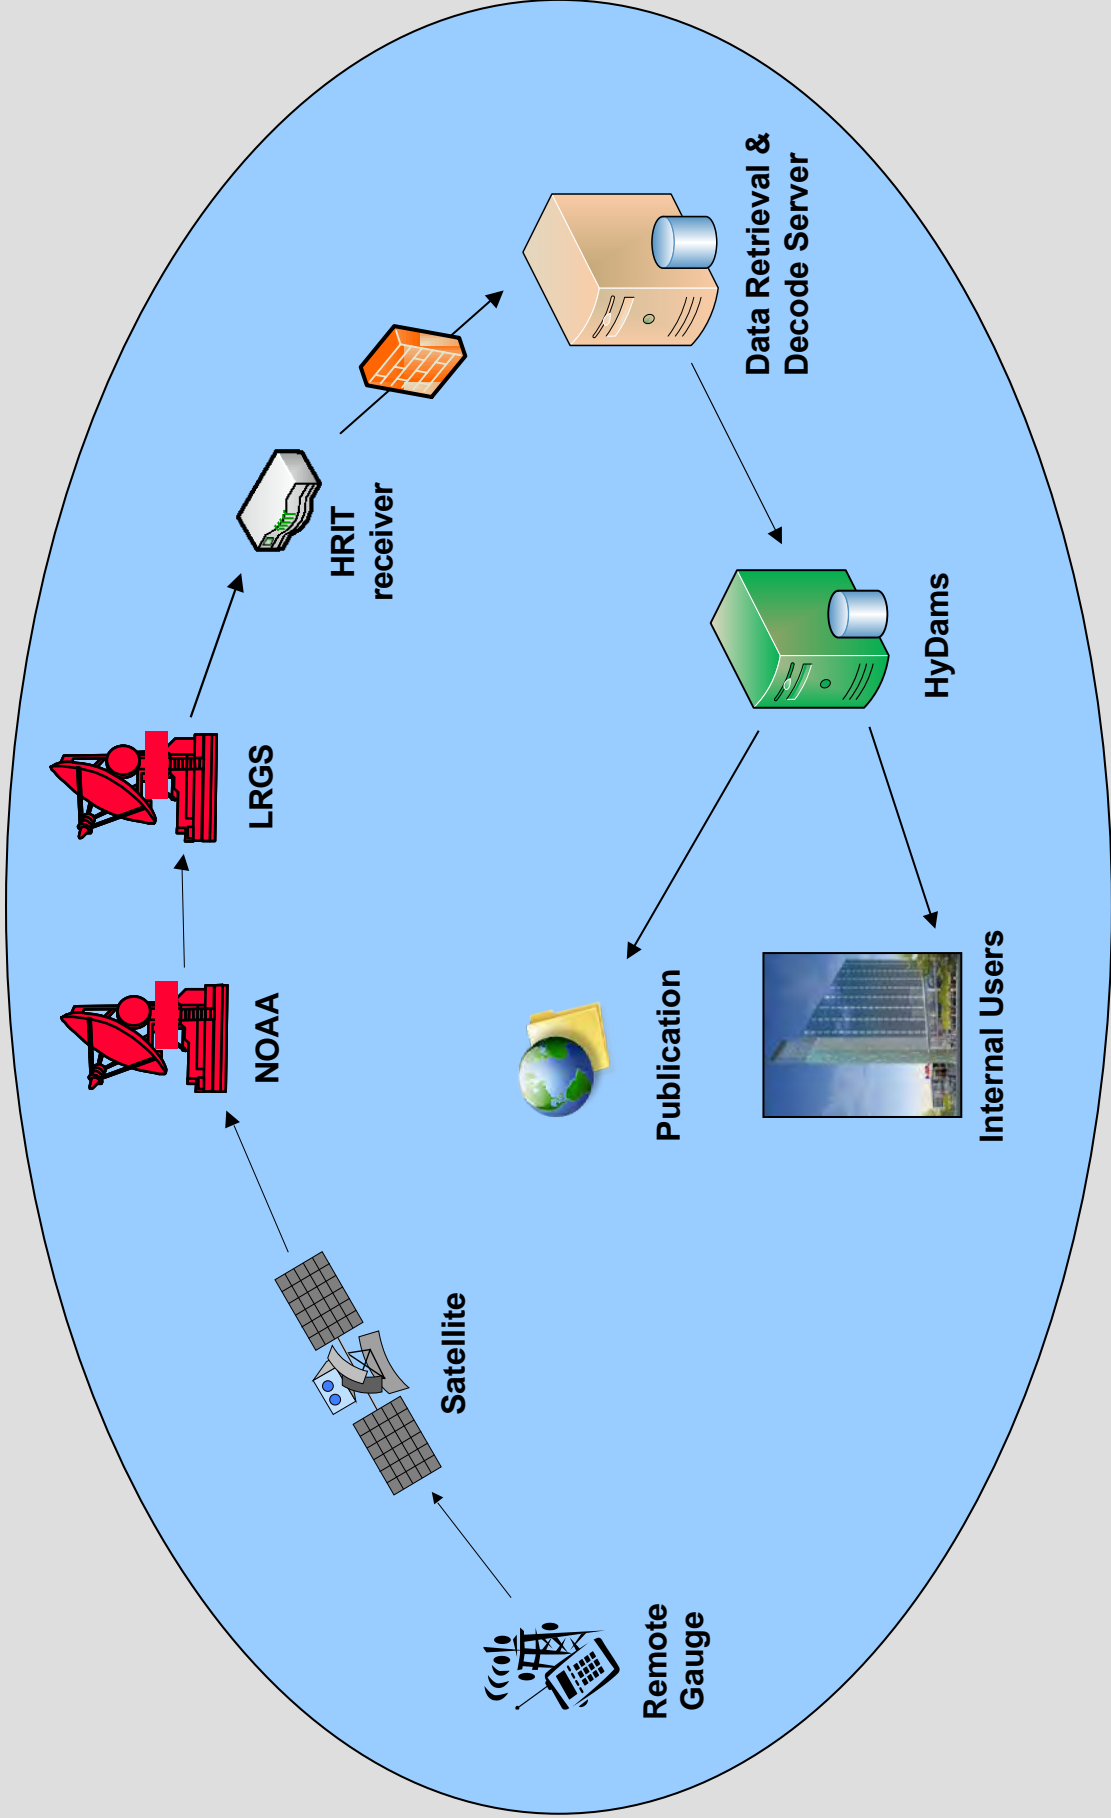 Remote
Gauge
Satellite
NOAA
LRGS
HRIT
receiver
Data Retrieval &
Decode Server
HyDams
Publication
Internal Users